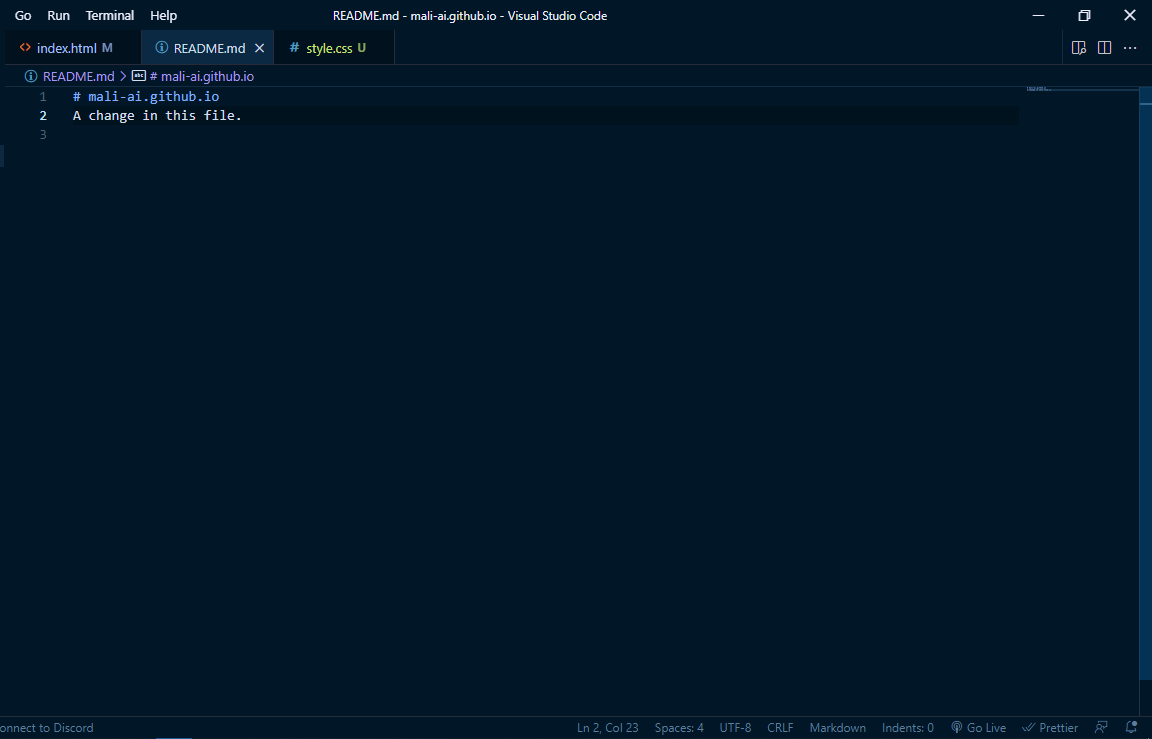 Go Run Terminal Help README.md - mali-ai.github.io - Visual Studio Code
index.html M README.md # style.css U
README.md > # mali-ai.github.io
1 # mali-ai.github.io
2 A change in this file.
3
onnect to Discord Ln 2, Col 23 Spaces: 4 UTF-8 CRLF Markdown Indents: 0 Go Live Prettier